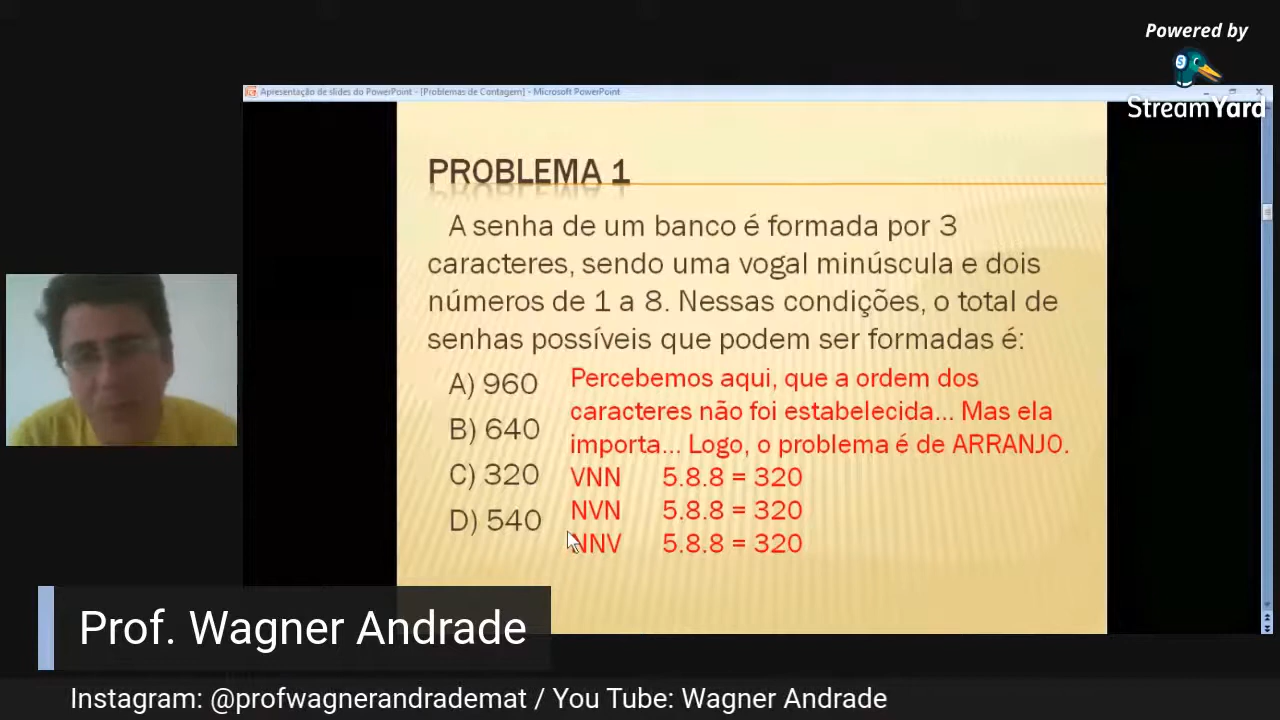 Powered by
StreamYard
Apresentação de slides do PowerPoint - [Problemas de Contagem] - Microsoft PowerPoint
PROBLEMA 1
A senha de um banco é formada por 3
caracteres, sendo uma vogal minúscula e dois
números de 1 a 8. Nessas condições, o total de
senhas possíveis que podem ser formadas é:
A) 960
B) 640
C) 320
D) 540
Percebemos aqui, que a ordem dos
caracteres não foi estabelecida... Mas ela
importa... Logo, o problema é de ARRANJO.
VNN 5.8.8 = 320
NVN 5.8.8 = 320
NNV 5.8.8 = 320
Prof. Wagner Andrade
Instagram: @profwagnerandrademat / You Tube: Wagner Andrade